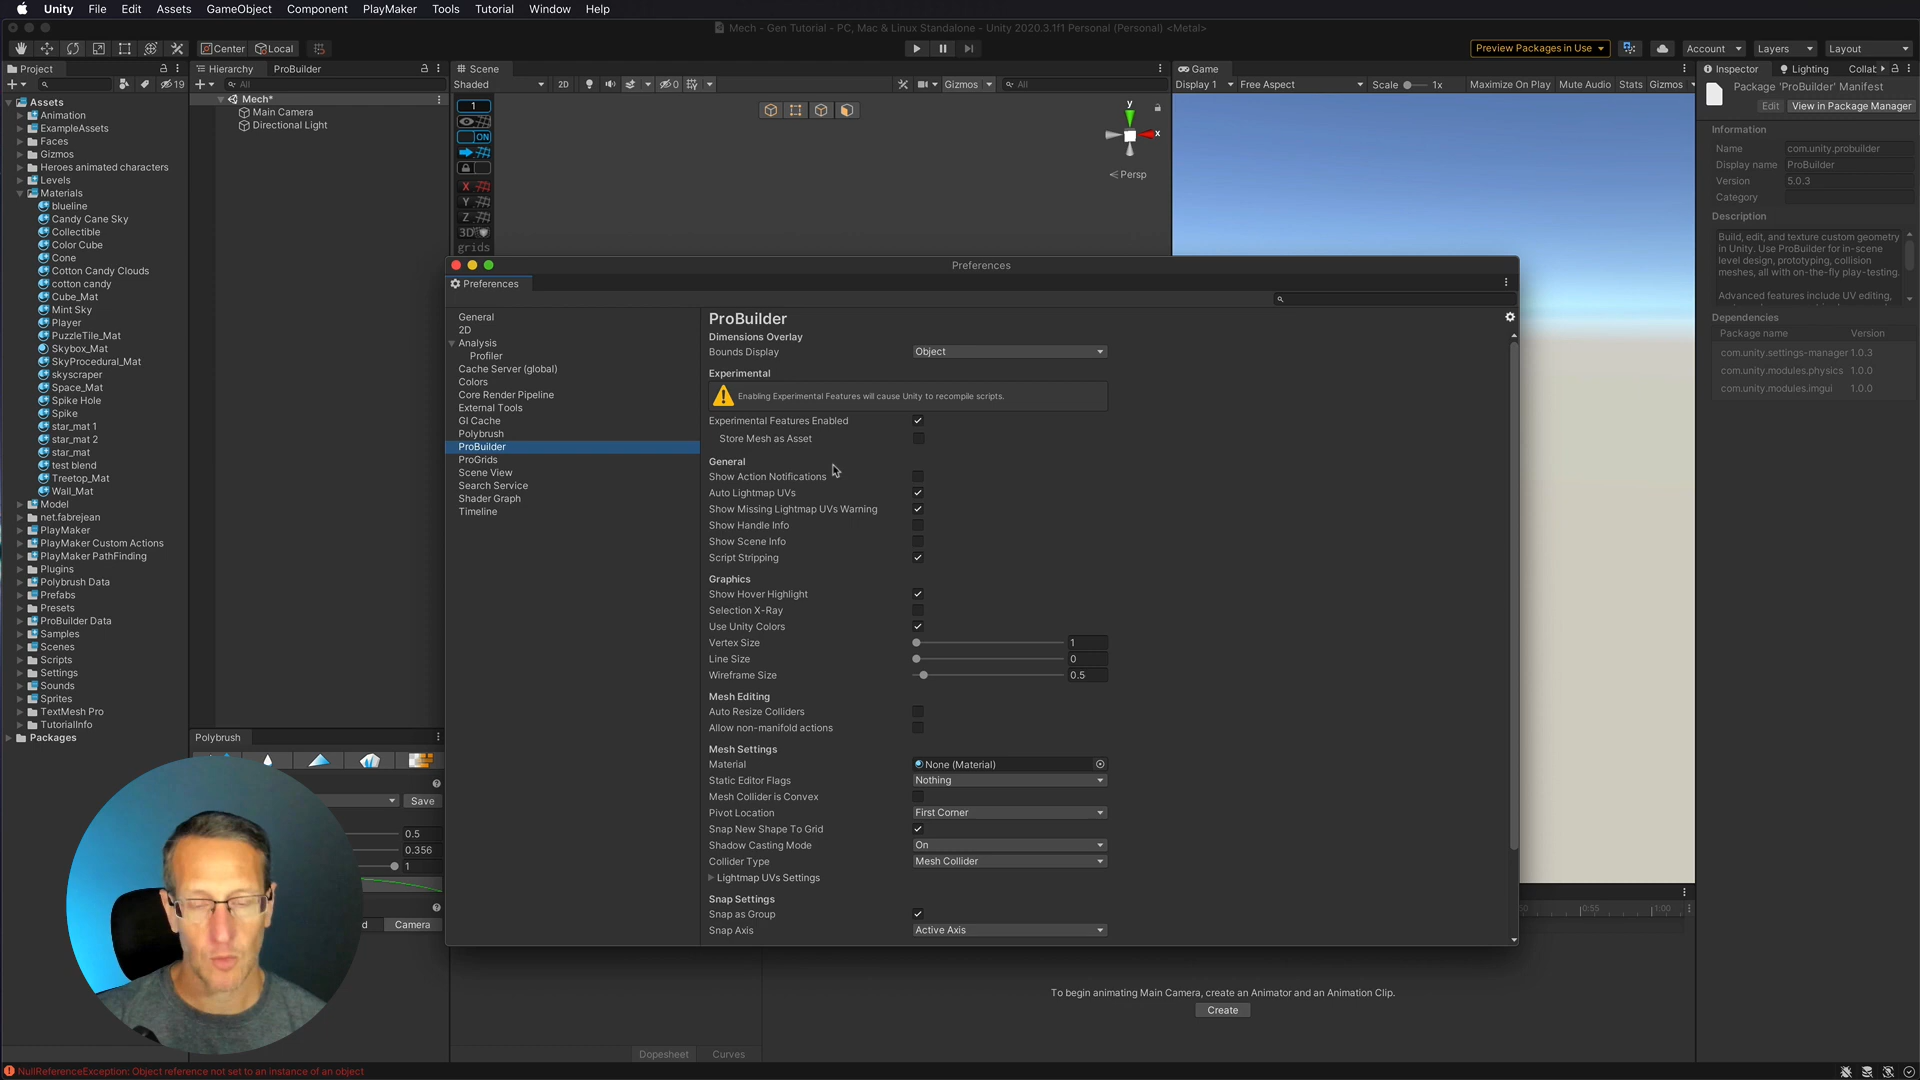 Unity File Edit Assets GameObject Component PlayMaker Tools Tutorial Window Help
Mech - Gen Tutorial - PC, Mac & Linux Standalone - Unity 2020.3.1f1 Personal (Personal) <Metal>
Center Local
Preview Packages in Use
Account Layers Layout
Project
19
Assets
Animation
ExampleAssets
Faces
Gizmos
Heroes animated characters
Levels
Materials
blueline
Candy Cane Sky
Collectible
Color Cube
Cone
Cotton Candy Clouds
cotton candy
Cube_Mat
Mint Sky
Player
PuzzleTile_Mat
Skybox_Mat
SkyProcedural_Mat
skyscraper
Space_Mat
Spike Hole
Spike
star_mat 1
star_mat 2
star_mat
test blend
Treetop_Mat
Wall_Mat
Model
net.fabrejean
PlayMaker
PlayMaker Custom Actions
PlayMaker PathFinding
Plugins
Polybrush Data
Prefabs
Presets
ProBuilder Data
Samples
Scenes
Scripts
Settings
Sounds
Sprites
TextMesh Pro
TutorialInfo
Packages
Hierarchy ProBuilder
All
Mech*
Main Camera
Directional Light
Polybrush
Save
0.5
0.356
1
d Camera
Scene
Shaded 2D 0 Gizmos All
1
ON
X
Y
Z
3D
grids
y
x
Persp
Game
Display 1 Free Aspect Scale 1x Maximize On Play Mute Audio Stats Gizmos
Preferences
Preferences
General
2D
Analysis
Profiler
Cache Server (global)
Colors
Core Render Pipeline
External Tools
GI Cache
Polybrush
ProBuilder
ProGrids
Scene View
Search Service
Shader Graph
Timeline
ProBuilder
Dimensions Overlay
Bounds Display Object
Experimental
Enabling Experimental Features will cause Unity to recompile scripts.
Experimental Features Enabled
Store Mesh as Asset
General
Show Action Notifications
Auto Lightmap UVs
Show Missing Lightmap UVs Warning
Show Handle Info
Show Scene Info
Script Stripping
Graphics
Show Hover Highlight
Selection X-Ray
Use Unity Colors
Vertex Size 1
Line Size 0
Wireframe Size 0.5
Mesh Editing
Auto Resize Colliders
Allow non-manifold actions
Mesh Settings
Material None (Material)
Static Editor Flags Nothing
Mesh Collider is Convex
Pivot Location First Corner
Snap New Shape To Grid
Shadow Casting Mode On
Collider Type Mesh Collider
Lightmap UVs Settings
Snap Settings
Snap as Group
Snap Axis Active Axis
Inspector Lighting Collab
Package 'ProBuilder' Manifest
Edit View in Package Manager
Information
Name com.unity.probuilder
Display name ProBuilder
Version 5.0.3
Category
Description
Build, edit, and texture custom geometry
in Unity. Use ProBuilder for in-scene
level design, prototyping, collision
meshes, all with on-the-fly play-testing.
Advanced features include UV editing,
Dependencies
Package name Version
com.unity.settings-manager 1.0.3
com.unity.modules.physics 1.0.0
com.unity.modules.imgui 1.0.0
0:55 1:00
To begin animating Main Camera, create an Animator and an Animation Clip.
Create
Dopesheet Curves
NullReferenceException: Object reference not set to an instance of an object